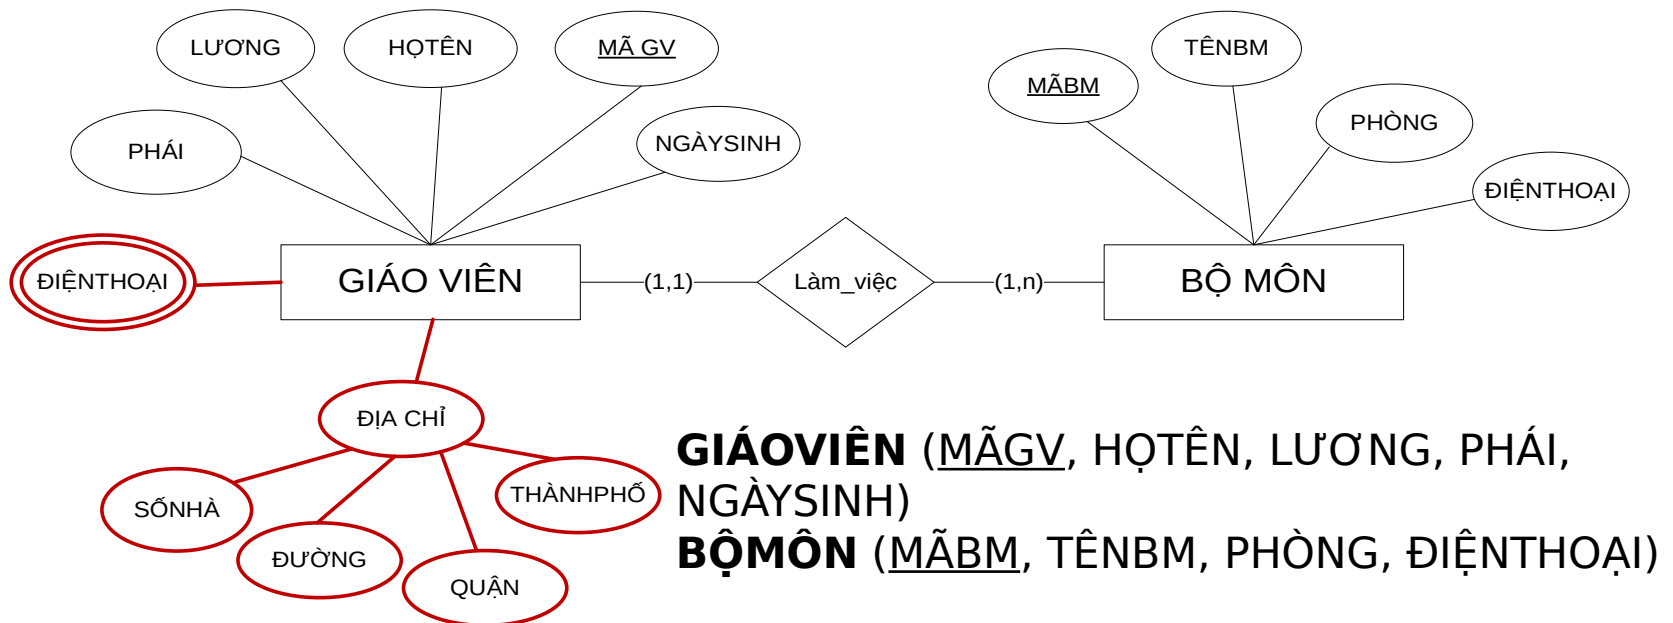 LƯƠNG
HỌTÊN
MÃ GV
TÊNBM
MÃBM
PHÒNG
PHÁI
NGÀYSINH
ĐIỆNTHOẠI
ĐIỆNTHOẠI
GIÁO VIÊN
(1,1)
Làm_việc
(1,n)
BỘ MÔN
ĐỊA CHỈ
SỐNHÀ
ĐƯỜNG
QUẬN
THÀNHPHỐ
GIÁOVIÊN (MÃGV, HỌTÊN, LƯƠNG, PHÁI,
NGÀYSINH)
BỘMÔN (MÃBM, TÊNBM, PHÒNG, ĐIỆNTHOẠI)